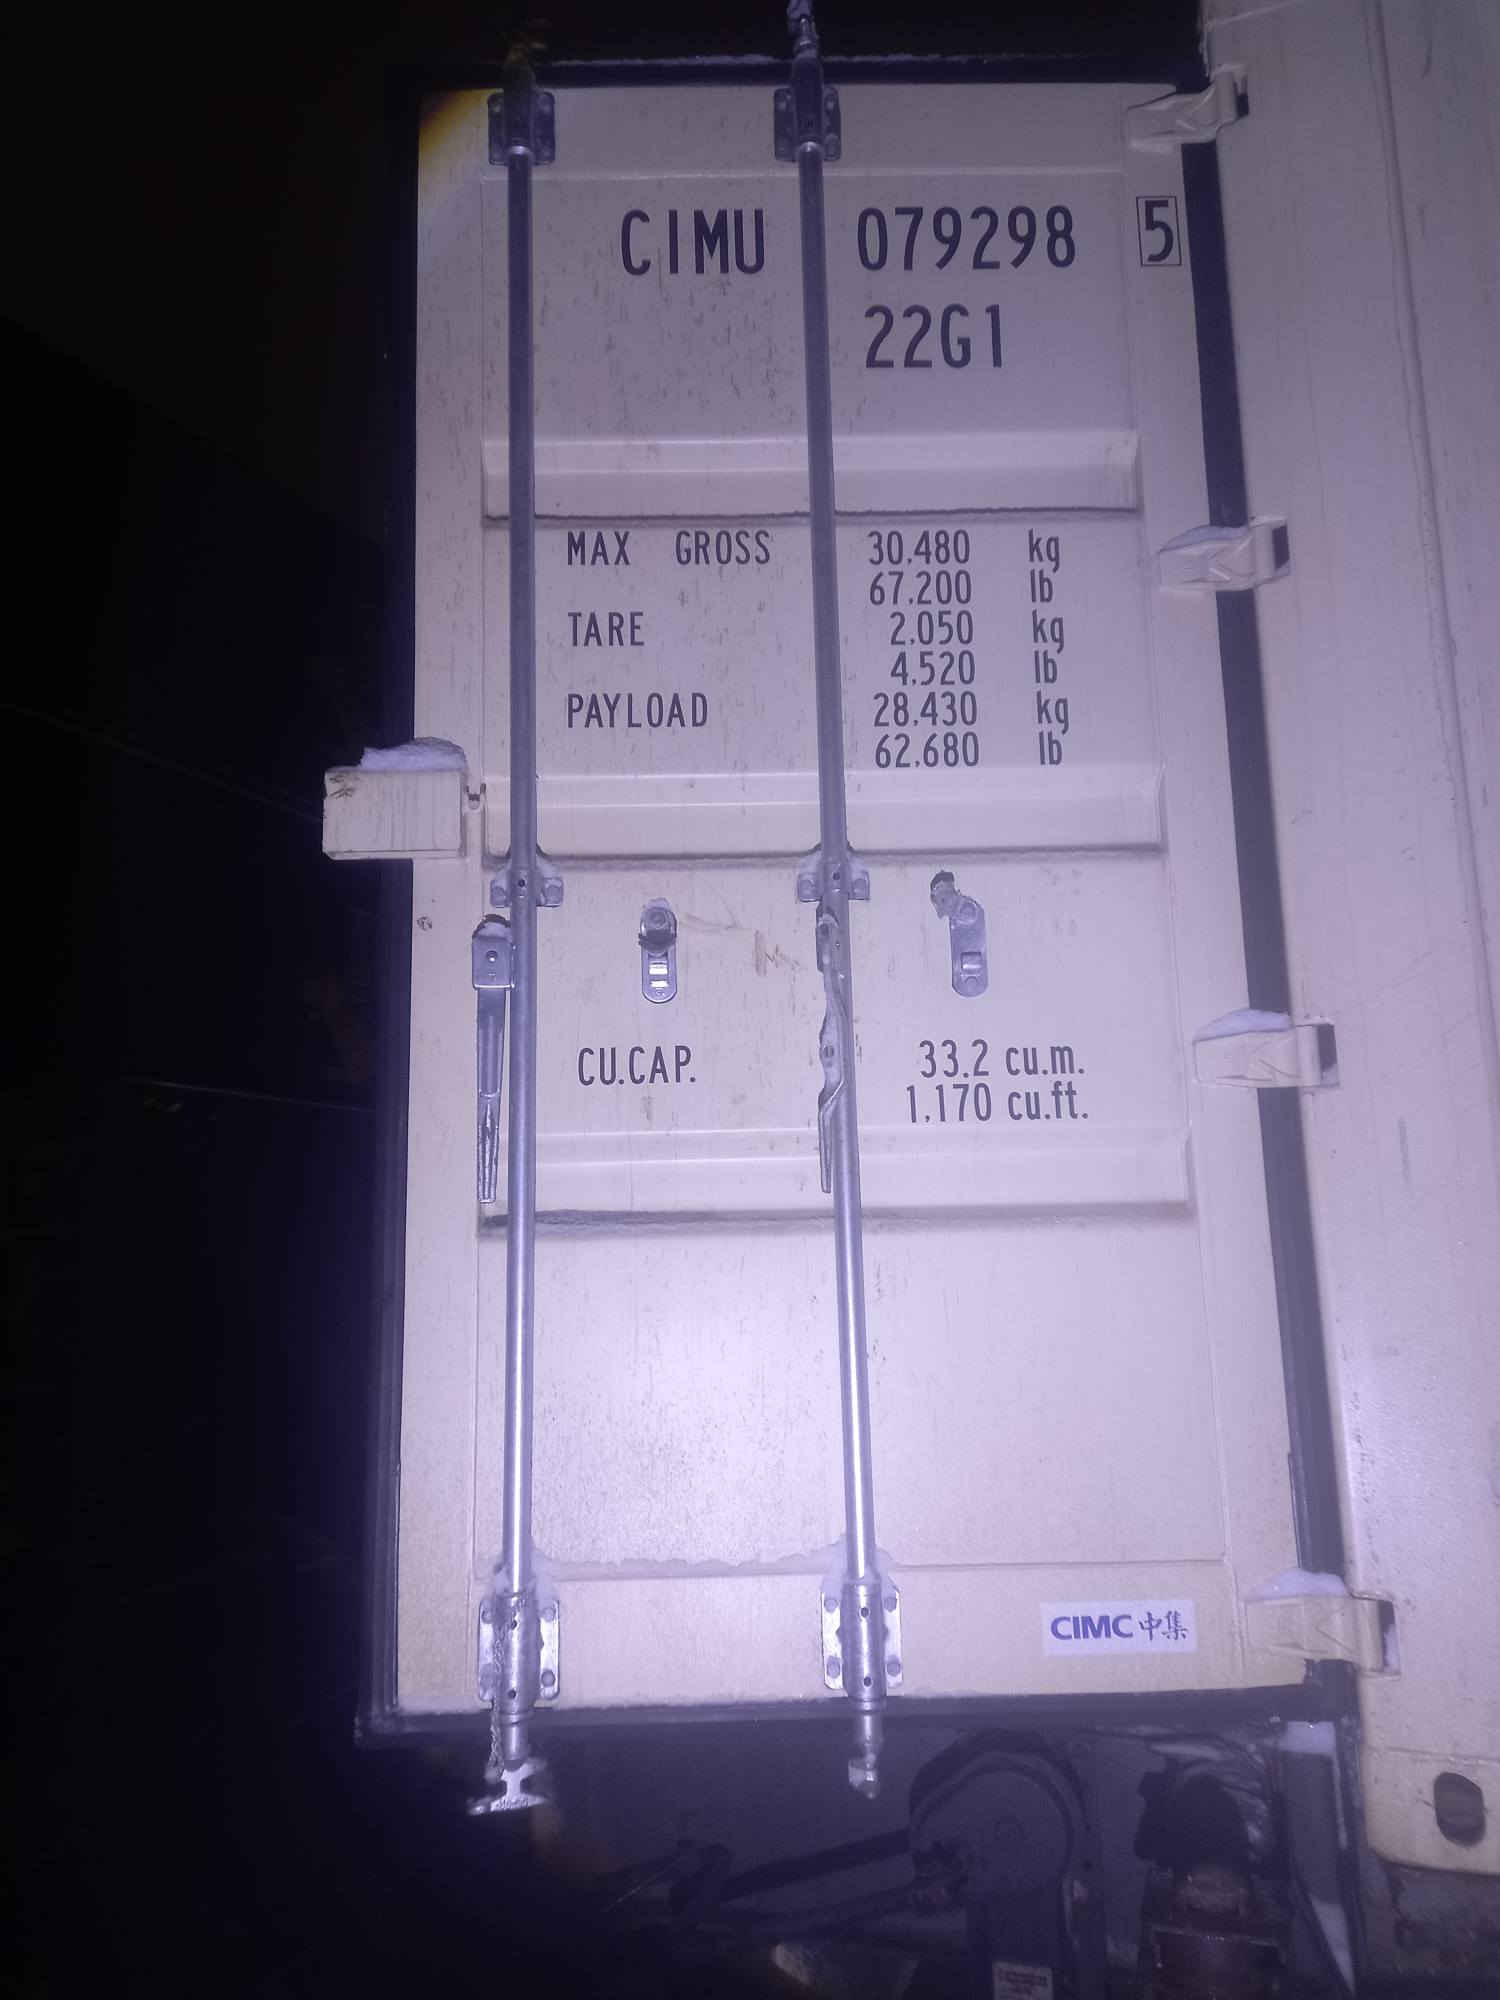 CIMU 079298 5
22G1
MAX GROSS 30,480 kg
67,200 lb
TARE 2,050 kg
4,520 lb
PAYLOAD 28,430 kg
62,680 lb
CU.CAP. 33.2 cu.m.
1,170 cu.ft.
CIMC 中集